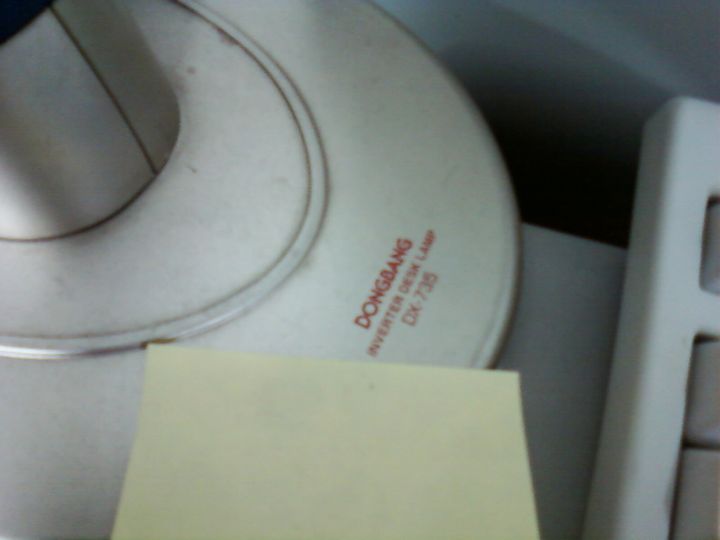 DONGBANG
INVERTER DESK LAMP
DX-735